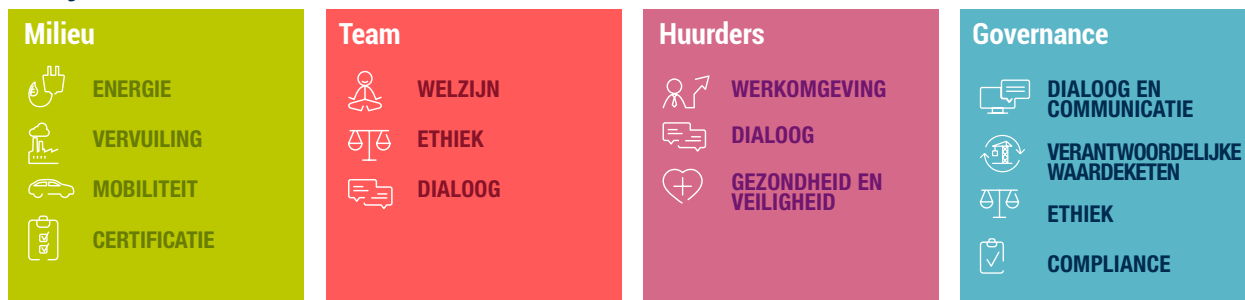 Milieu
ENERGIE
VERVUILING
MOBILITEIT
CERTIFICATIE
Team
WELZIJN
ETHIEK
DIALOOG
Huurders
WERKOMGEVING
DIALOOG
GEZONDHEID EN
VEILIGHEID
Governance
DIALOOG EN
COMMUNICATIE
VERANTWOORDELIJKE
WAARDEKETEN
ETHIEK
COMPLIANCE